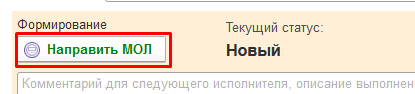 Формирование
Текущий статус:
Направить МОЛ
Новый
Комментарий для следующего исполнителя, описание выполнен